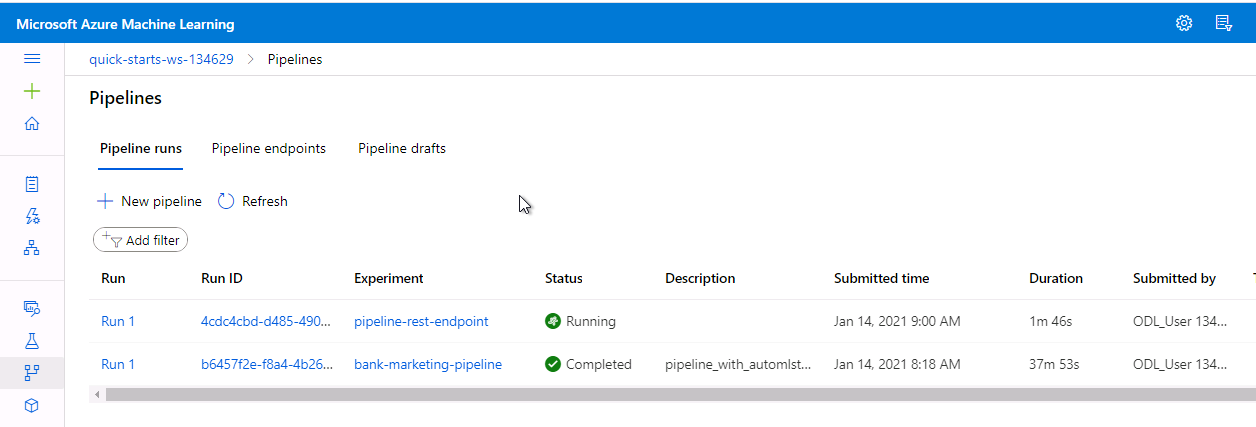 Microsoft Azure Machine Learning
quick-starts-ws-134629 > Pipelines
Pipelines
Pipeline runs Pipeline endpoints Pipeline drafts
New pipeline Refresh
Add filter
Run Run ID Experiment Status Description Submitted time Duration Submitted by
Run 1 4cdc4cbd-d485-490... pipeline-rest-endpoint Running Jan 14, 2021 9:00 AM 1m 46s ODL_User 134...
Run 1 b6457f2e-f8a4-4b26... bank-marketing-pipeline Completed pipeline_with_automlst... Jan 14, 2021 8:18 AM 37m 53s ODL_User 134...